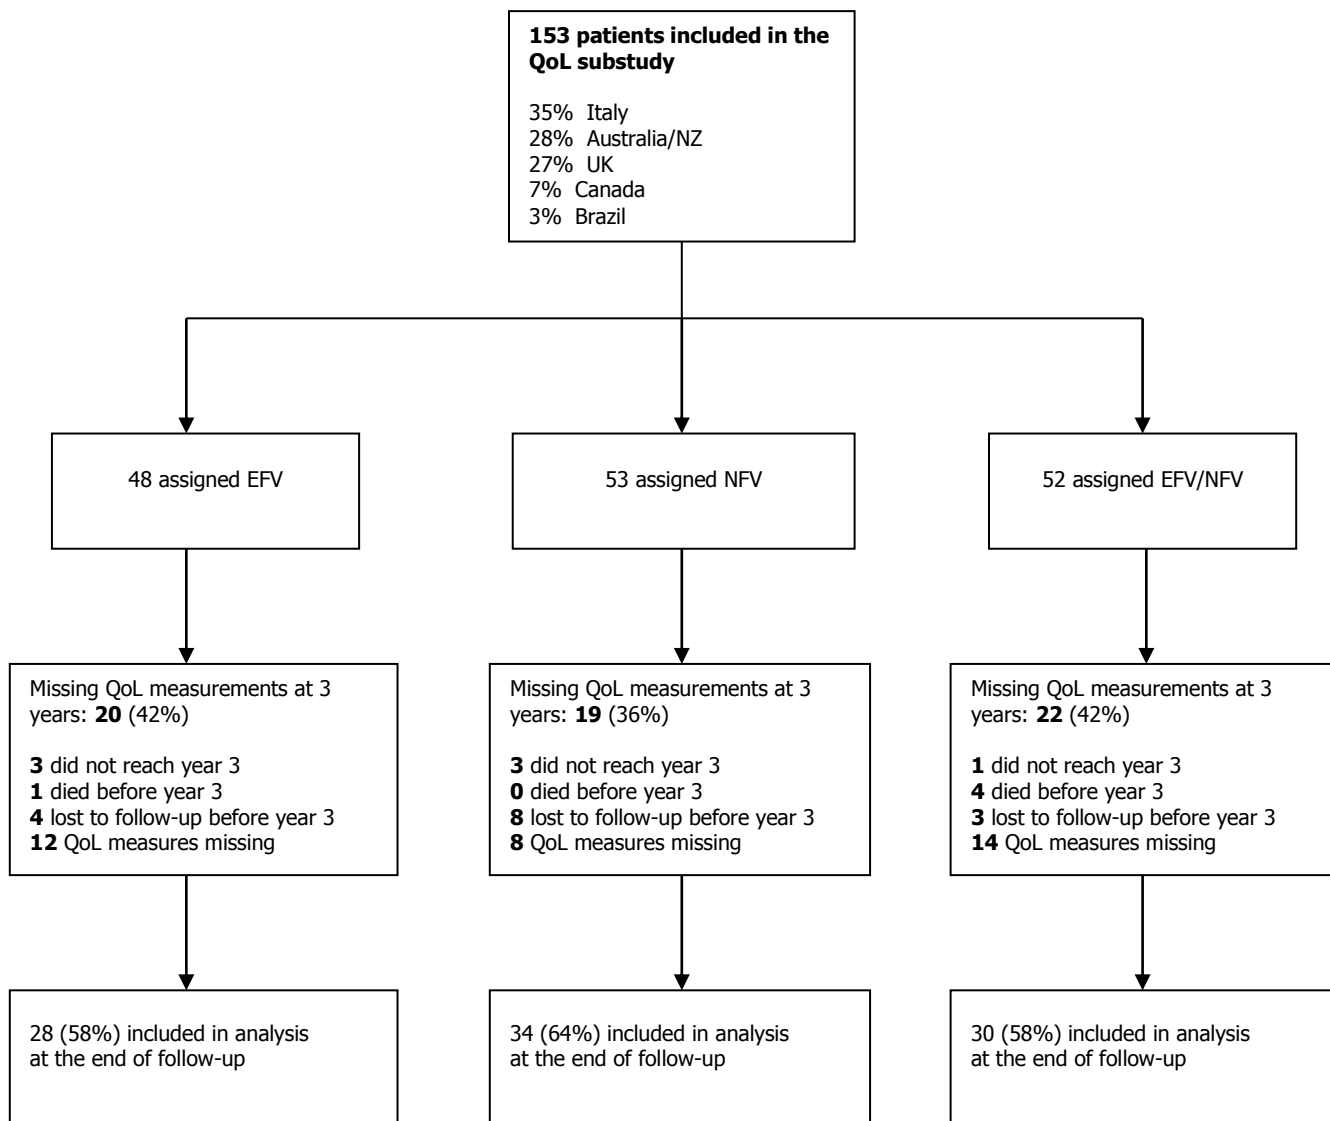 153 patients included in the
QoL substudy
35% Italy
28% Australia/NZ
27% UK
7% Canada
3% Brazil
48 assigned EFV
53 assigned NFV
52 assigned EFV/NFV
Missing QoL measurements at 3
years: 20 (42%)
3 did not reach year 3
1 died before year 3
4 lost to follow-up before year 3
12 QoL measures missing
Missing QoL measurements at 3
years: 19 (36%)
3 did not reach year 3
0 died before year 3
8 lost to follow-up before year 3
8 QoL measures missing
Missing QoL measurements at 3
years: 22 (42%)
1 did not reach year 3
4 died before year 3
3 lost to follow-up before year 3
14 QoL measures missing
28 (58%) included in analysis
at the end of follow-up
34 (64%) included in analysis
at the end of follow-up
30 (58%) included in analysis
at the end of follow-up